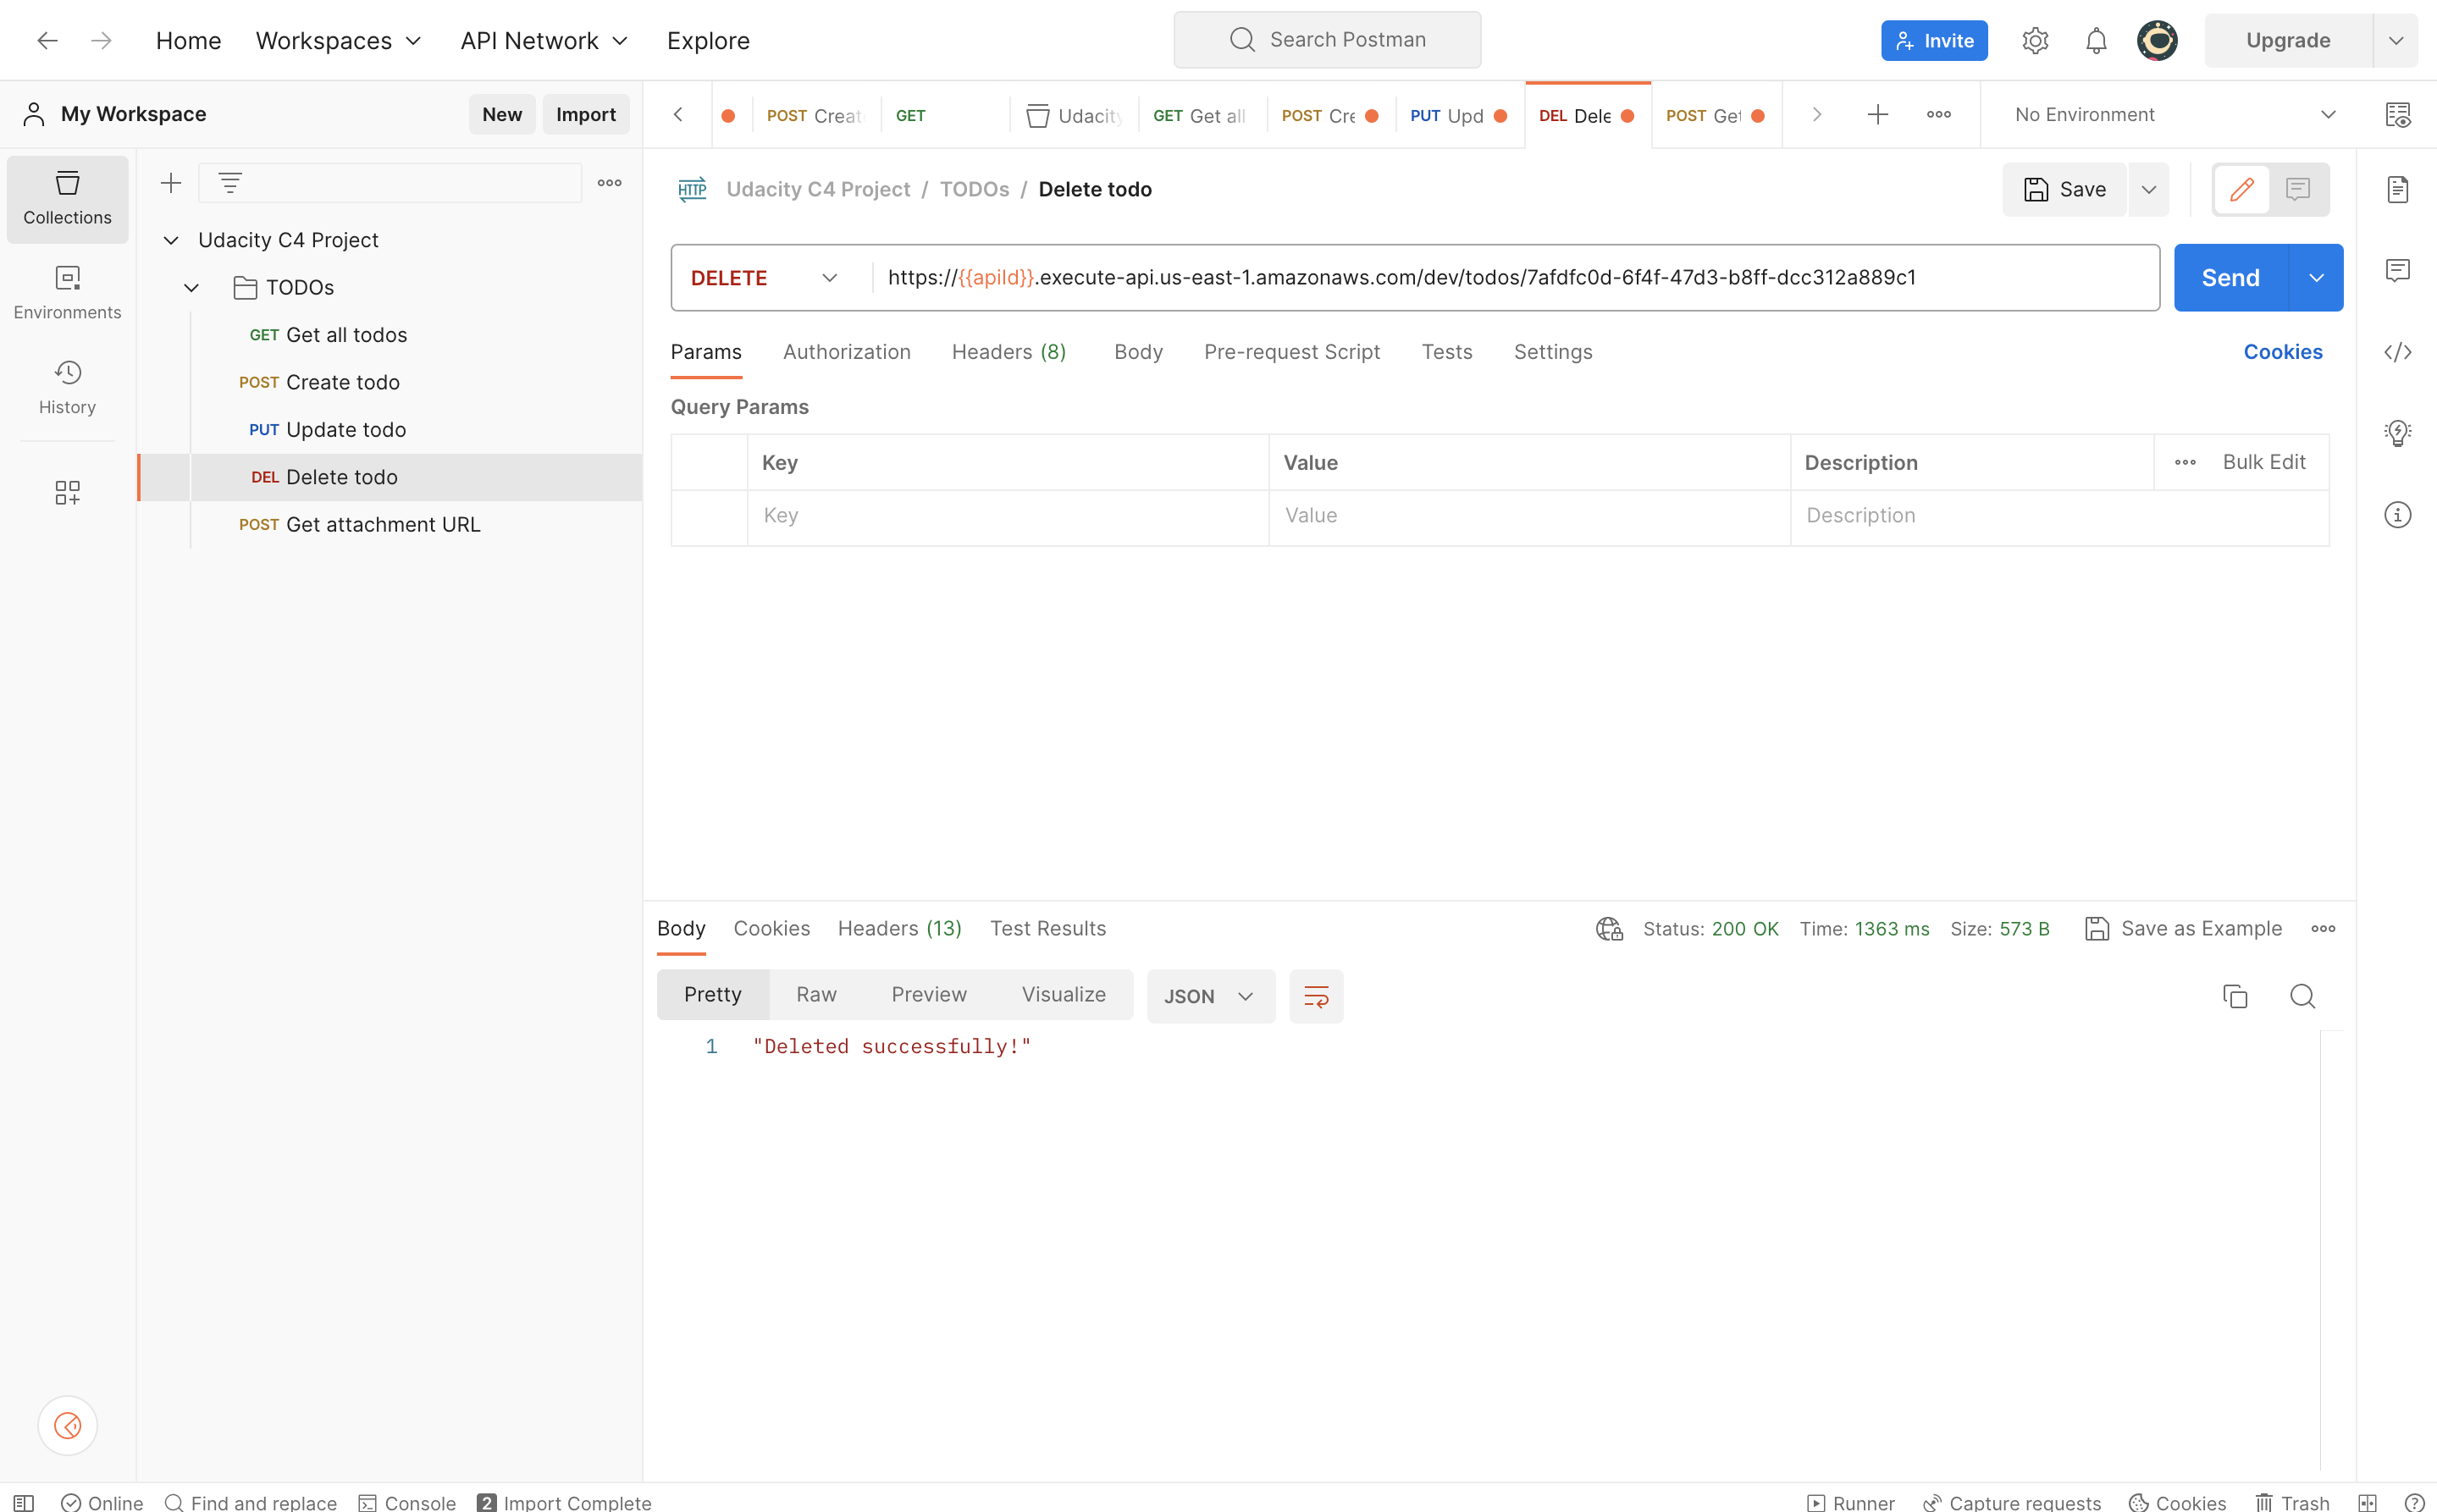 Home Workspaces API Network Explore Search Postman Invite Upgrade
My Workspace New Import
POST Creat GET Udacity GET Get all POST Cre PUT Upd DEL Dele POST Get No Environment
Collections
Environments
History
Udacity C4 Project
TODOs
GET Get all todos
POST Create todo
PUT Update todo
DEL Delete todo
POST Get attachment URL
HTTP Udacity C4 Project / TODOs / Delete todo Save
DELETE https://{{apiId}}.execute-api.us-east-1.amazonaws.com/dev/todos/7afdfc0d-6f4f-47d3-b8ff-dcc312a889c1 Send
Params Authorization Headers (8) Body Pre-request Script Tests Settings Cookies
Query Params
Key Value Description Bulk Edit
Key Value Description
Body Cookies Headers (13) Test Results Status: 200 OK Time: 1363 ms Size: 573 B Save as Example
Pretty Raw Preview Visualize JSON
1 "Deleted successfully!"
Online Find and replace Console 2 Import Complete Runner Capture requests Cookies Trash